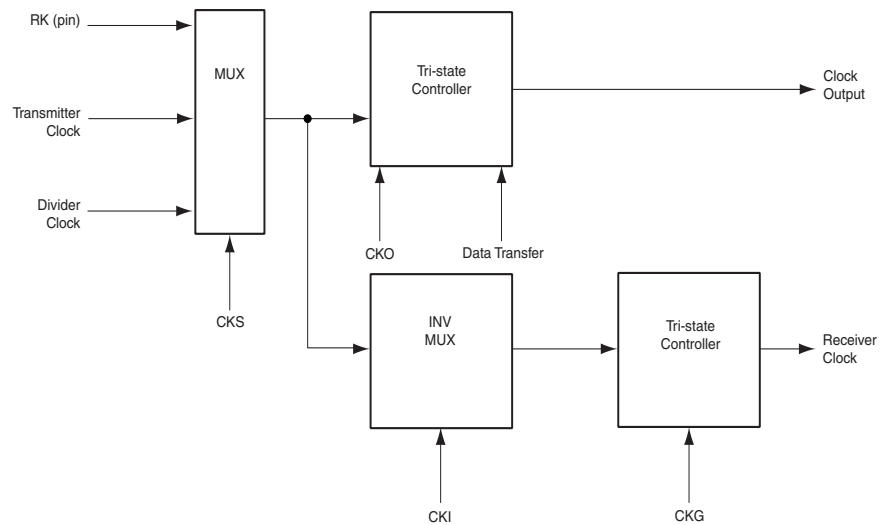 RK (pin)
MUX
Tri-state
Controller
Clock
Output
Transmitter
Clock
Divider
Clock
CKO
Data Transfer
CKS
INV
MUX
Tri-state
Controller
Receiver
Clock
CKI
CKG